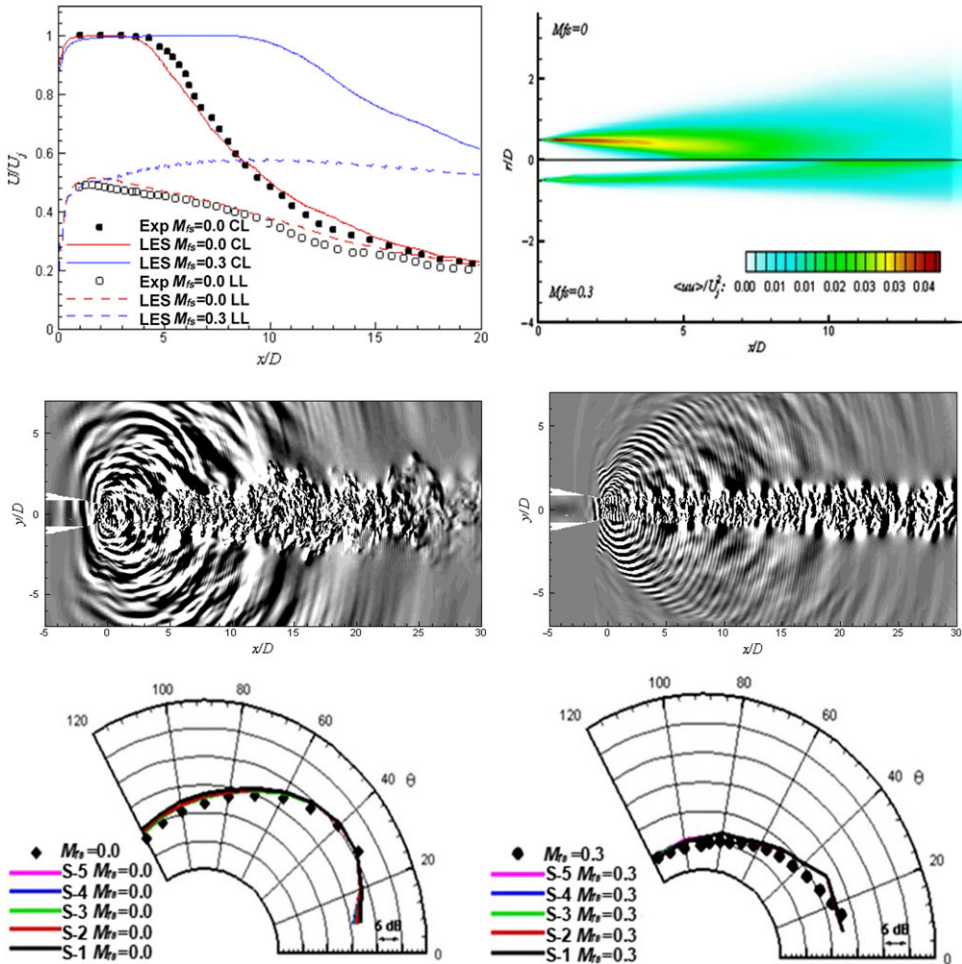 1
0.8
0.6
0.4
0.2
0
U/Uj
Exp Mfs=0.0 CL
LES Mfs=0.0 CL
LES Mfs=0.3 CL
Exp Mfs=0.0 LL
LES Mfs=0.0 LL
LES Mfs=0.3 LL
0 5 10 15 20
x/D
Mfs=0
2
0
-2
-4
r/D
<uu>/Uj²: 0.00 0.01 0.01 0.02 0.03 0.03 0.04
Mfs=0.3
0 5 10
x/D
5
0
-5
y/D
-5 0 5 10 15 20 25 30
x/D
5
0
-5
y/D
-5 0 5 10 15 20 25 30
x/D
120 100 80 60 40 Θ 20 0
Mfs=0.0
S-5 Mfs=0.0
S-4 Mfs=0.0
S-3 Mfs=0.0
S-2 Mfs=0.0
S-1 Mfs=0.0
6 dB
120 100 80 60 40 Θ 20 0
Mfs=0.3
S-5 Mfs=0.3
S-4 Mfs=0.3
S-3 Mfs=0.3
S-2 Mfs=0.3
S-1 Mfs=0.3
6 dB